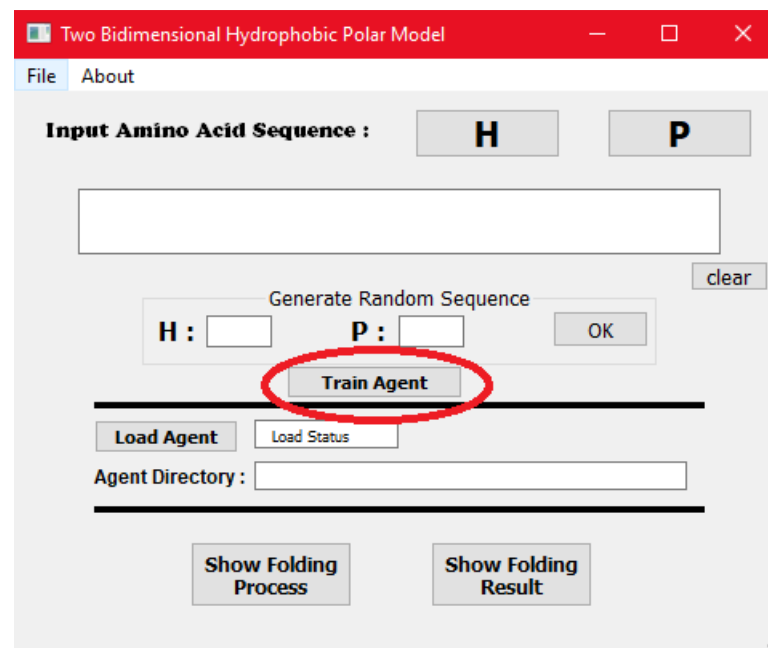 Two Bidimensional Hydrophobic Polar Model
File About
Input Amino Acid Sequence : H P
clear
Generate Random Sequence
H : P : OK
Train Agent
Load Agent Load Status
Agent Directory :
Show Folding Show Folding
Process Result